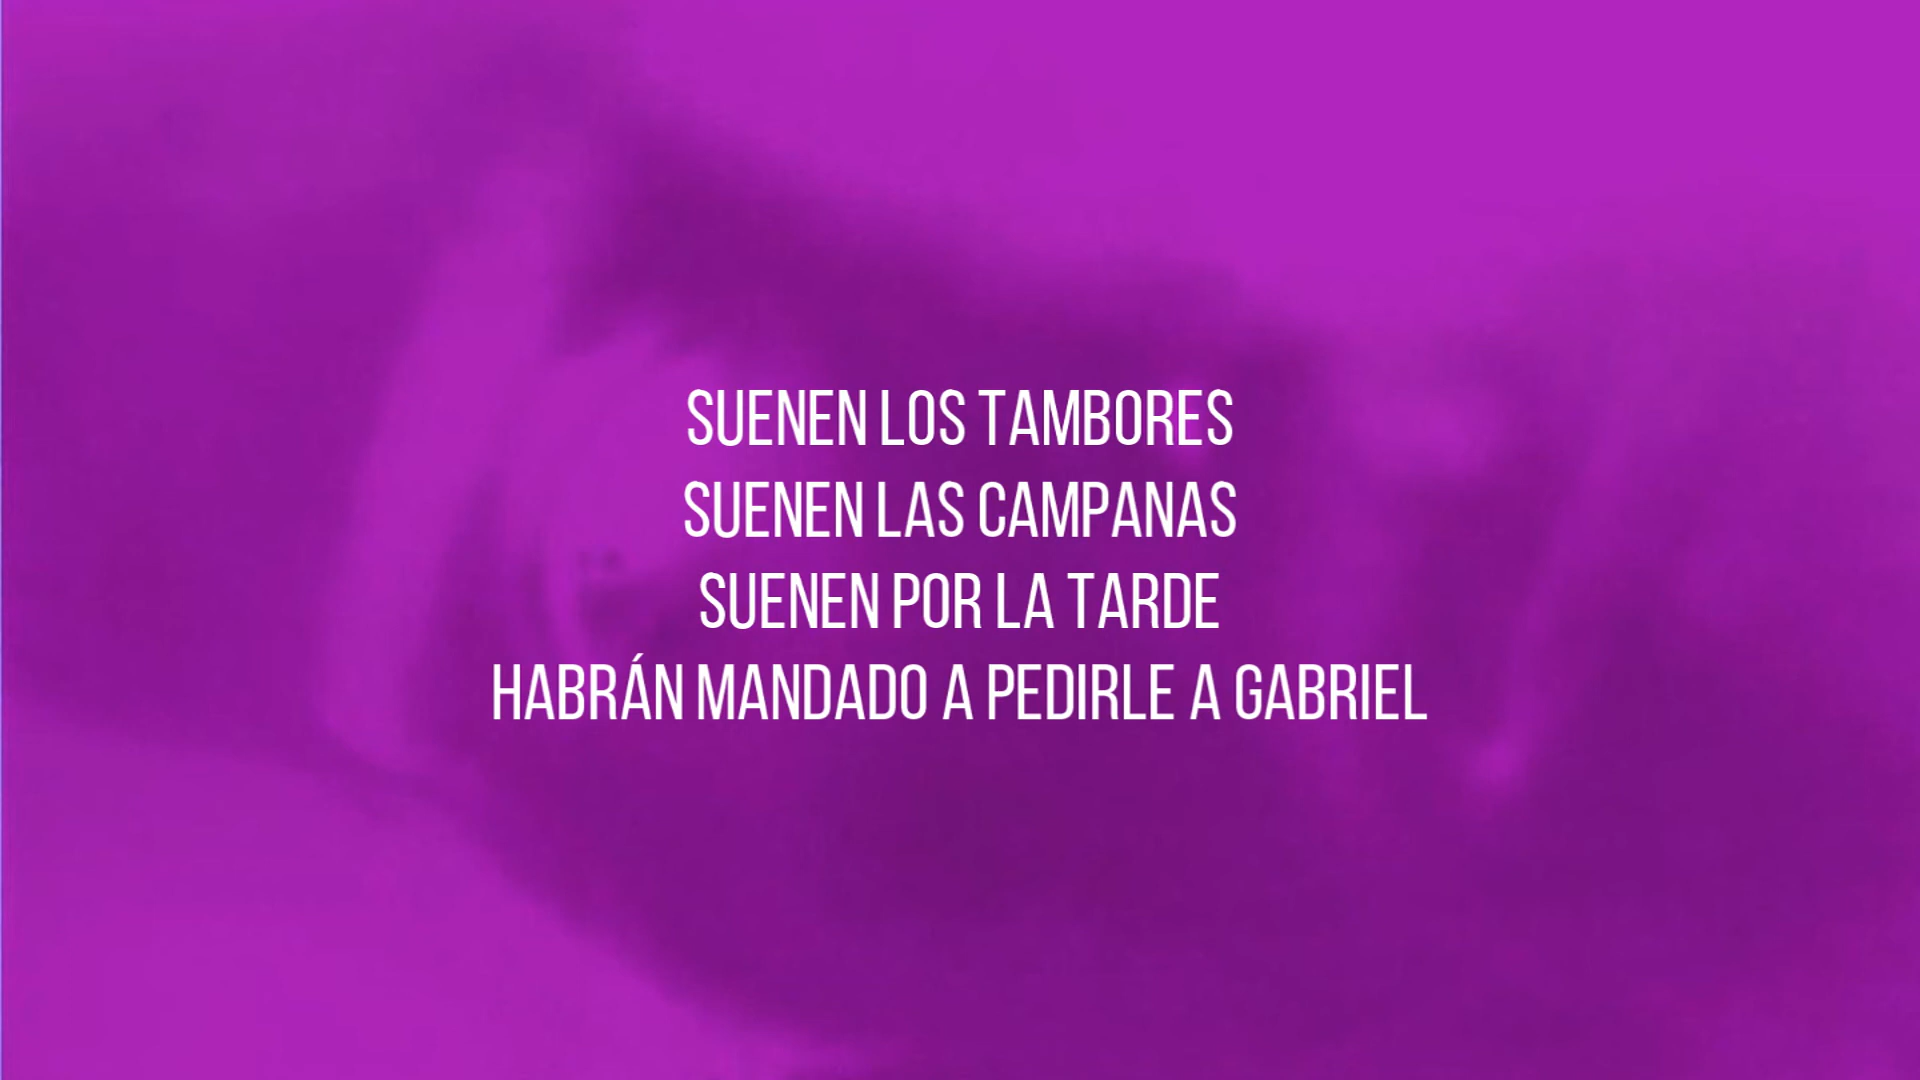 SUENEN LOS TAMBORES
SUENEN LAS CAMPANAS
SUENEN POR LA TARDE
HABRÁN MANDADO A PEDIRLE A GABRIEL